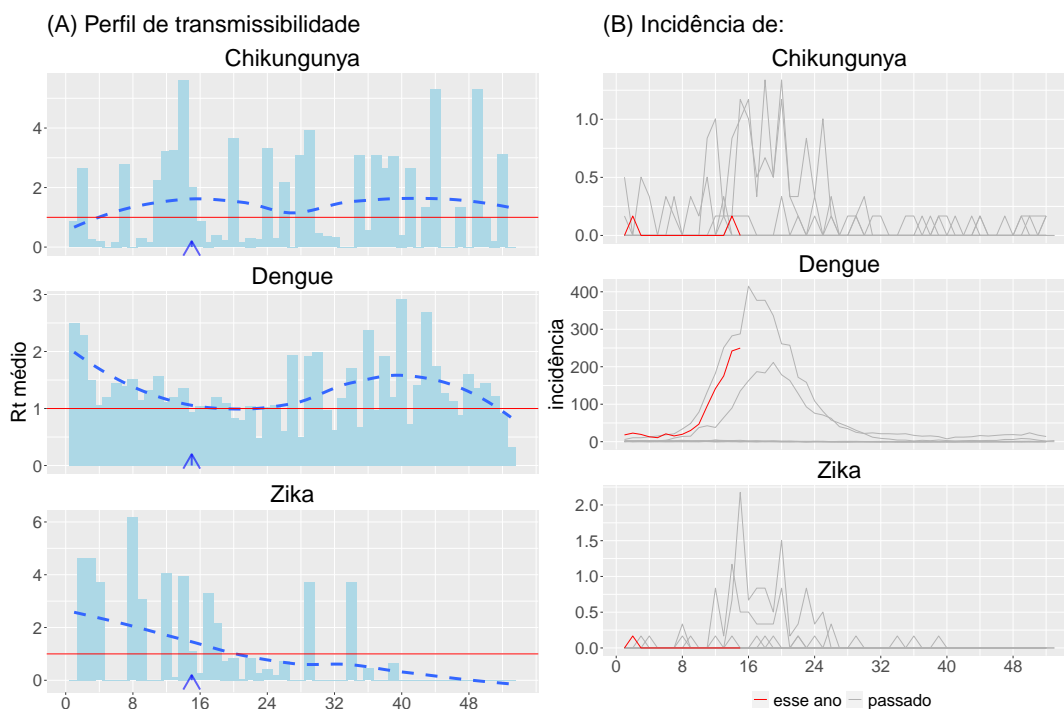 (A) Perfil de transmissibilidade
Chikungunya
4
2
0
Dengue
3
2
1
0
Rt médio
Zika
6
4
2
0
0 8 16 24 32 40 48
(B) Incidência de:
Chikungunya
1.0
0.5
0.0
Dengue
400
300
200
100
0
incidência
Zika
2.0
1.5
1.0
0.5
0.0
0 8 16 24 32 40 48
esse ano passado